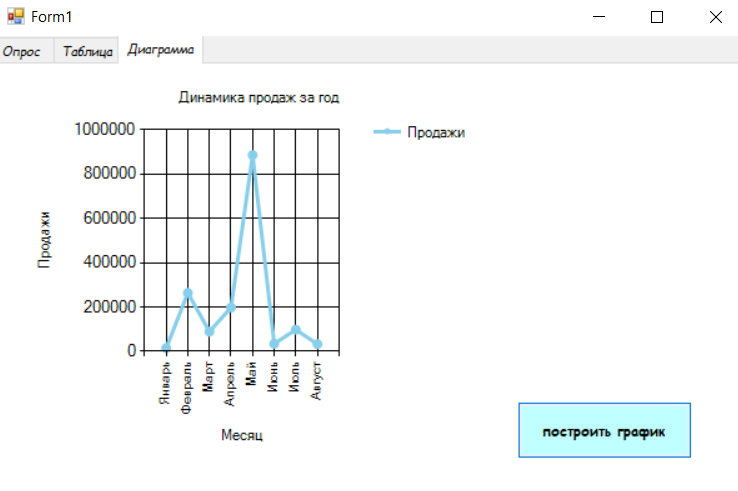 Form1
Опрос Таблица Диаграмма
Динамика продаж за год
Продажи
1000000
800000
600000
400000
200000
0
Продажи
Январь
Февраль
Март
Апрель
Май
Июнь
Июль
Август
Месяц
построить график